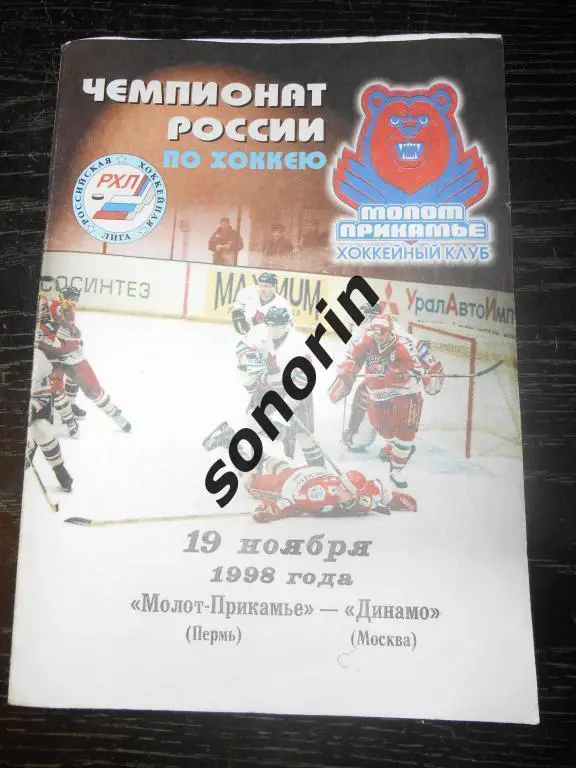 ЧЕМПИОНАТ
РОССИИ
ПО ХОККЕЮ
РОССИЙСКАЯ ХОККЕЙНАЯ ЛИГА
РХЛ
МОЛОТ
ПРИКАМЬЕ
ХОККЕЙНЫЙ КЛУБ
ОСИНТЕЗ
MAXIMUM
УралАвтоИмп
sonorin
19 ноября
1998 года
«Молот-Прикамье» — «Динамо»
(Пермь) (Москва)